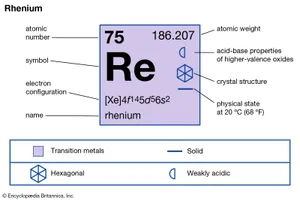 Rhenium
atomic number
75
186.207
atomic weight
symbol
Re
acid-base properties of higher-valence oxides
crystal structure
electron configuration
[Xe]4f¹⁴5d⁵6s²
physical state at 20 °C (68 °F)
name
rhenium
Transition metals
Solid
Hexagonal
Weakly acidic
© Encyclopædia Britannica, Inc.